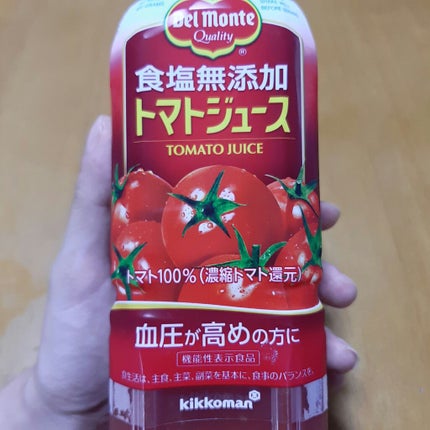 Del Monte
Quality
®
食塩無添加
トマトジュース
TOMATO JUICE
トマト100%(濃縮トマト還元)
血圧が高めの方に
機能性表示食品
食生活は、主食、主菜、副菜を基本に、食事のバランスを。
kikkoman